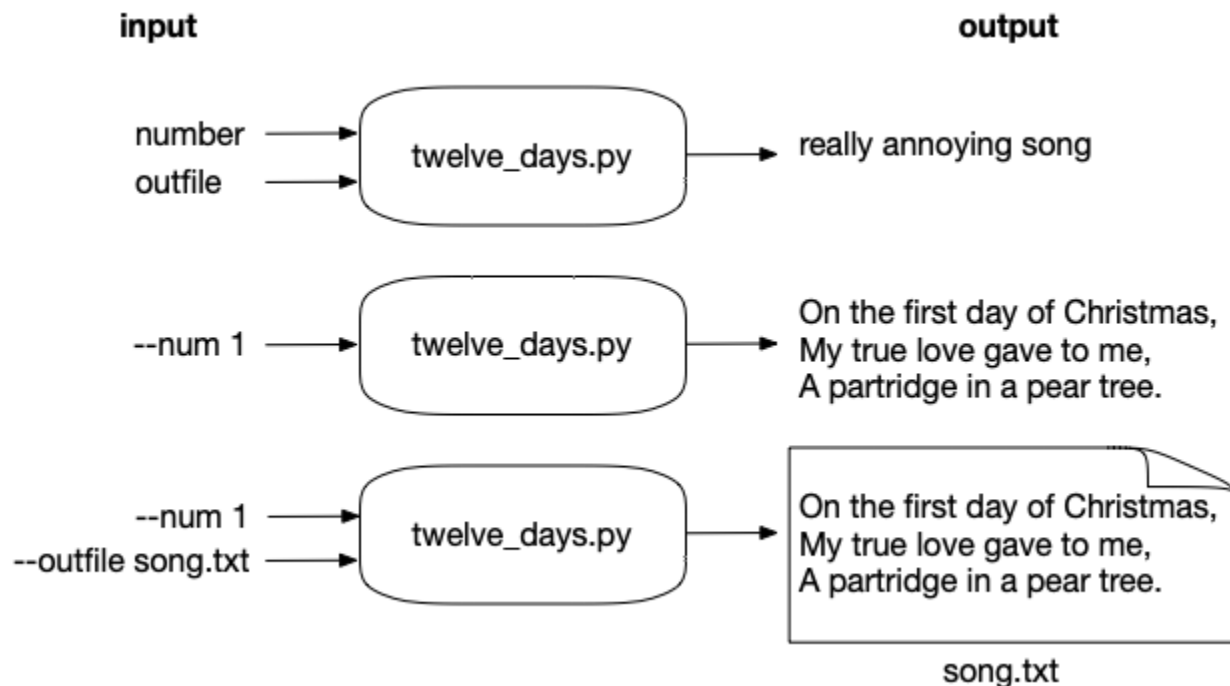 input
output
number
outfile
twelve_days.py
really annoying song
--num 1
twelve_days.py
On the first day of Christmas,
My true love gave to me,
A partridge in a pear tree.
--num 1
--outfile song.txt
twelve_days.py
On the first day of Christmas,
My true love gave to me,
A partridge in a pear tree.
song.txt